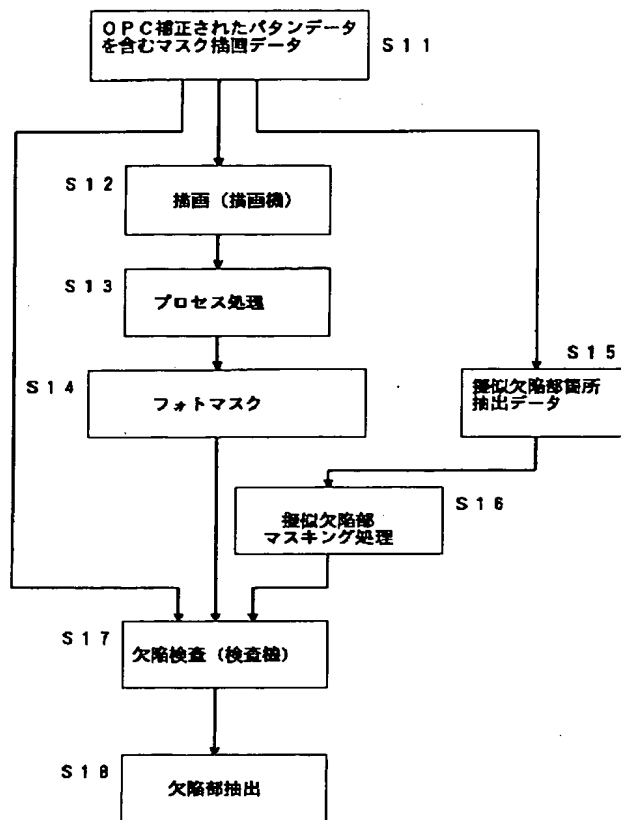 OPC補正されたパタンデータ
を含むマスク描画データ
S11
S12
描画（描画機）
S13
プロセス処理
S14
フォトマスク
S15
擬似欠陥部箇所
抽出データ
S16
擬似欠陥部
マスキング処理
S17
欠陥検査（検査機）
S18
欠陥部抽出